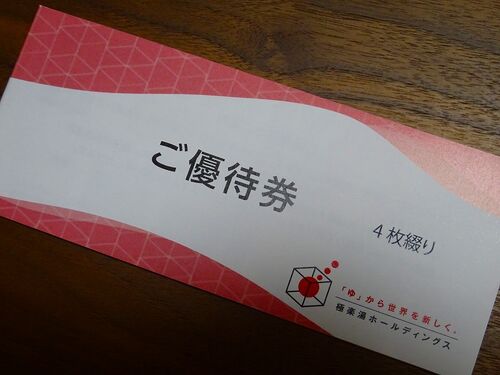 ご優待券
4枚綴り
「ゆ」から世界を新しく。
極楽湯ホールディングス